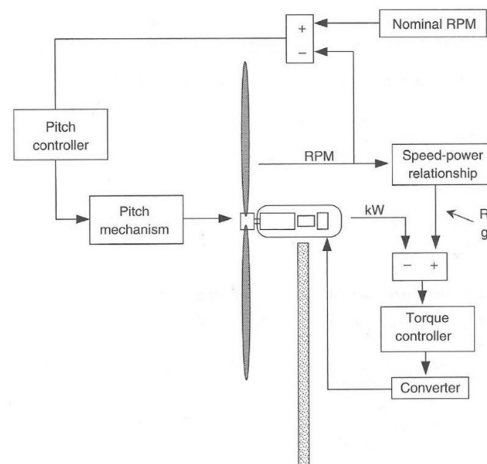 +
−
Nominal RPM
Pitch
controller
RPM
Speed-power
relationship
Pitch
mechanism
kW
− +
Torque
controller
Converter